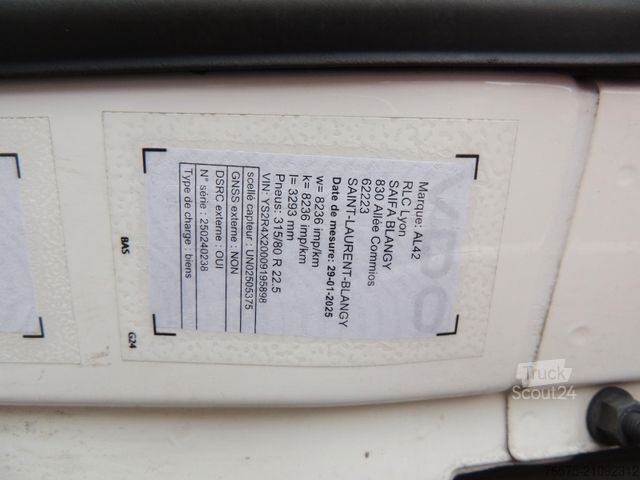 Marque: AL42
RLC Lyon
SAIFA BLANGY
830 Allée Commios
62223
SAINT-LAURENT-BLANGY
Date de mesure: 29-01-2025
w= 8236 imp/km
k= 8236 imp/km
l= 3293 mm
Pneus: 315/80 R 22.5
VIN: YS2R4X20009195898
scellé capteur : UN02505375
GNSS externe : NON
DSRC externe : OUI
N° série : 250240238
Type de charge : biens
VDO
BAS
G24
Truck
Scout24